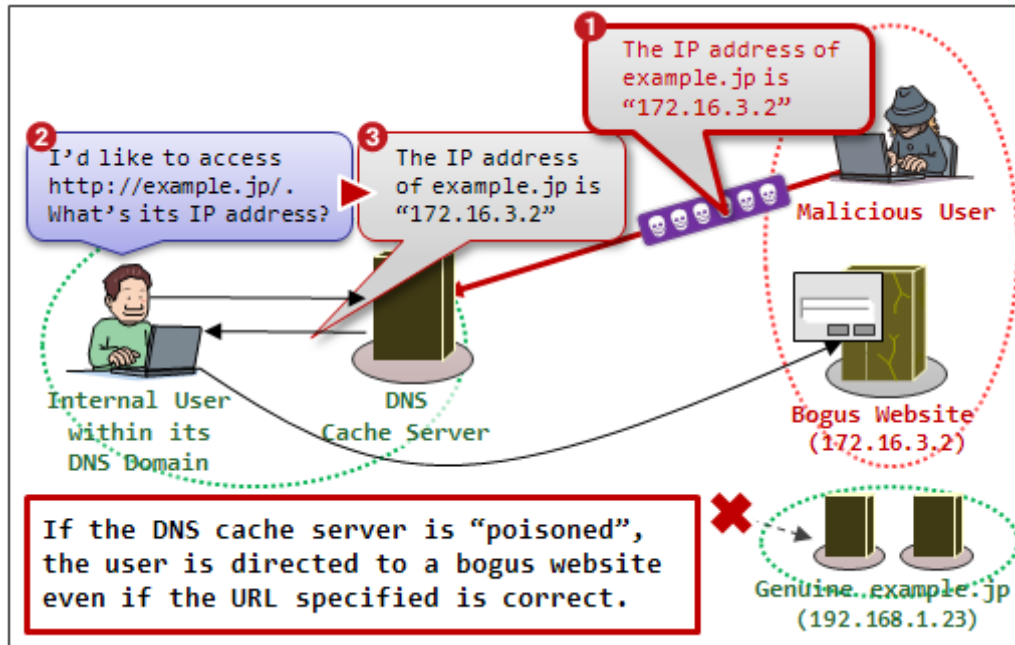 1
The IP address of
example.jp is
“172.16.3.2”
2
I’d like to access
http://example.jp/.
What’s its IP address?
3
The IP address
of example.jp is
“172.16.3.2”
Malicious User
Internal User
within its
DNS Domain
DNS
Cache Server
Bogus Website
(172.16.3.2)
If the DNS cache server is “poisoned”,
the user is directed to a bogus website
even if the URL specified is correct.
Genuine example.jp
(192.168.1.23)